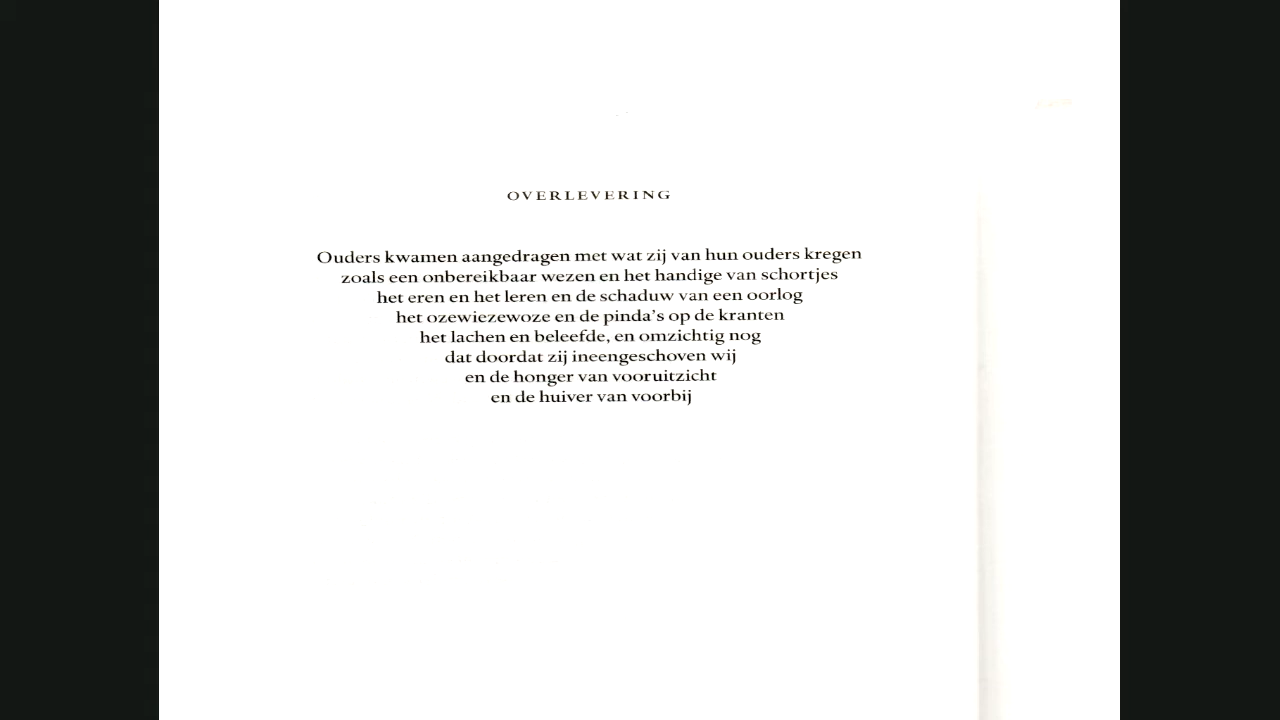 OVERLEVERING
Ouders kwamen aangedragen met wat zij van hun ouders kregen
zoals een onbereikbaar wezen en het handige van schortjes
het eren en het leren en de schaduw van een oorlog
het ozewiezewoze en de pinda's op de kranten
het lachen en beleefde, en omzichtig nog
dat doordat zij ineengeschoven wij
en de honger van vooruitzicht
en de huiver van voorbij